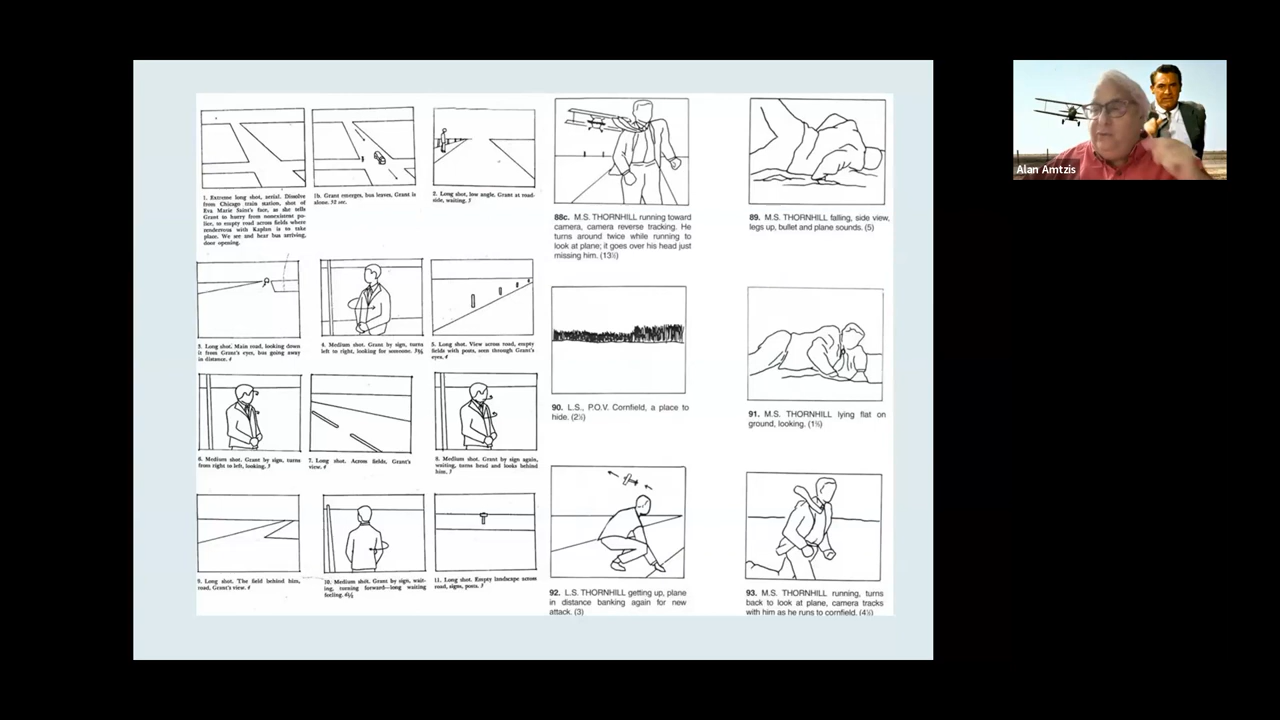 1. Extreme long shot, aerial. Dissolve
from Chicago train station, shot of
Eva Marie Saint's face, as she tells
Grant to hurry from nonexistent po-
lice, to empty road across fields where
rendezvous with Kaplan is to take
place. We see and hear bus arriving,
door opening.
1b. Grant emerges, bus leaves, Grant is
alone. 50 sec.
2. Long shot, low angle, Grant at road-
side, waiting. 5
88c. M.S. THORNHILL running toward
camera, camera reverse tracking. He
turns around twice while running to
look at plane; it goes over his head just
missing him. (13½)
89. M.S. THORNHILL falling, side view,
legs up, bullet and plane sounds. (5)
3. Long shot. Main road, looking down
it from Grant's eyes, bus going away
in distance. 4
4. Medium shot. Grant by sign, turns
left to right, looking for someone.
5. Long shot. View across road, empty
fields with posts, seen through Grant's
eyes. 4
90. L.S., P.O.V. Cornfield, a place to
hide.
91. M.S. THORNHILL lying flat on
ground, looking.
6. Medium shot. Grant by sign, turns
from right to left, looking. 3
7. Long shot. Across fields, Grant's
view. 4
8. Medium shot. Grant by sign again,
waiting, turns head and looks behind
him. 3
9. Long shot. The field behind him,
road, Grant's view. 4
10. Medium shot. Grant by sign, wait-
ing, turning forward—long waiting
feeling.
11. Long shot. Empty landscape across
road, signs, posts. 3
92. L.S. THORNHILL getting up, plane
in distance banking again for new
attack. (3)
93. M.S. THORNHILL running, turns
back to look at plane, camera tracks
with him as he runs to cornfield. (4½)
Alan Amtzis